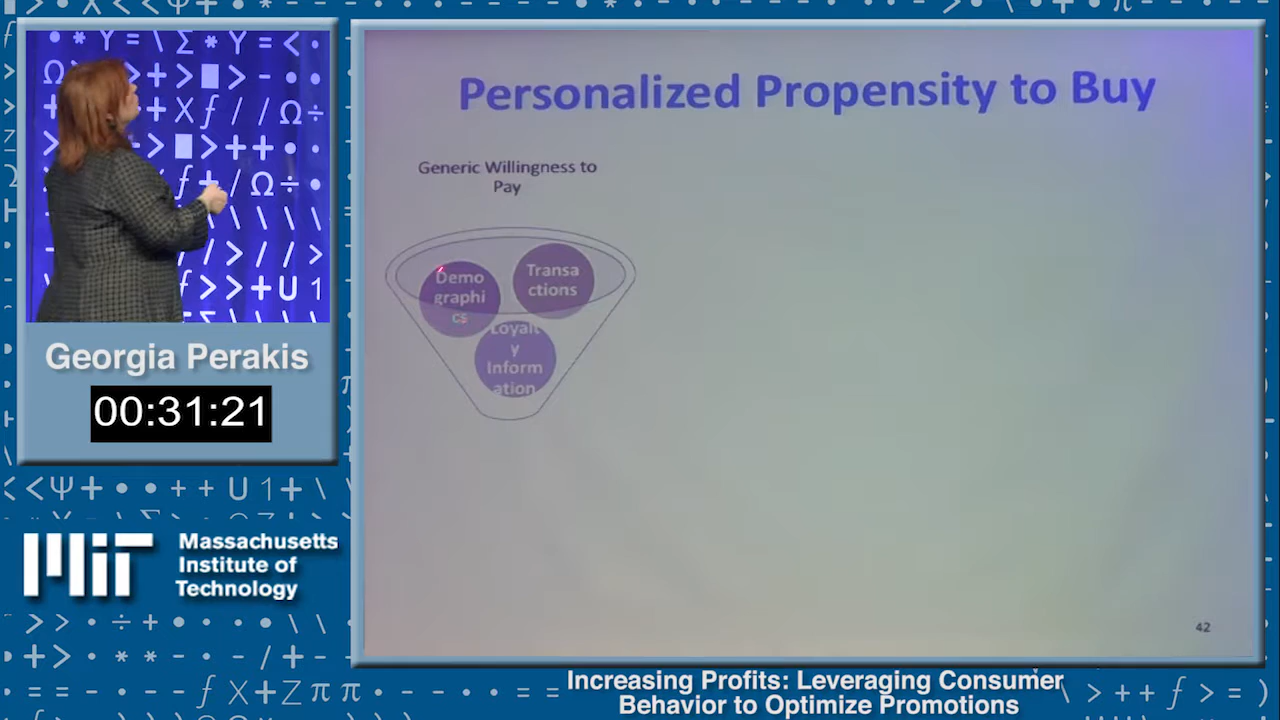 Personalized Propensity to Buy
Generic Willingness to
Pay
Demo
graphi
cs
Transa
ctions
Loyalt
y
Inform
ation
42
Georgia Perakis
00:31:21
Massachusetts
Institute of
Technology
Increasing Profits: Leveraging Consumer
Behavior to Optimize Promotions